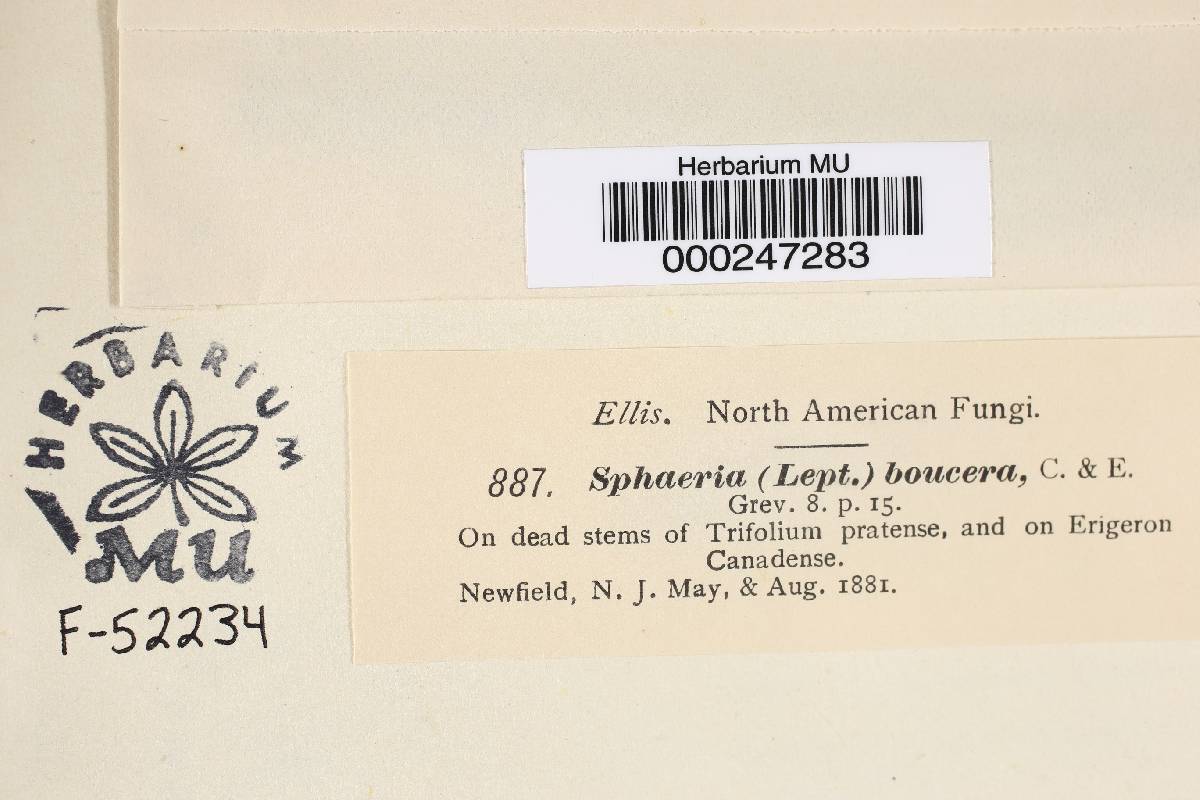 Herbarium MU
000247283
HERBARIUM
MU
F-52234
Ellis. North American Fungi.
887. Sphaeria (Lept.) boucera, C. & E.
Grev. 8. p. 15.
On dead stems of Trifolium pratense, and on Erigeron
Canadense.
Newfield, N. J. May, & Aug. 1881.